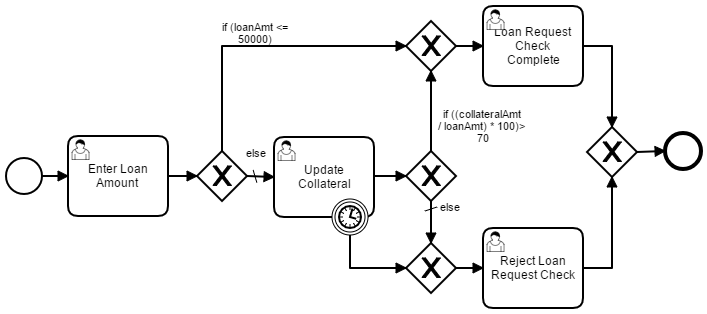 if (loanAmt <=
50000)
Loan Request
Check
Complete
if ((collateralAmt
/ loanAmt) * 100)>
70
Enter Loan
Amount
else
Update
Collateral
else
Reject Loan
Request Check